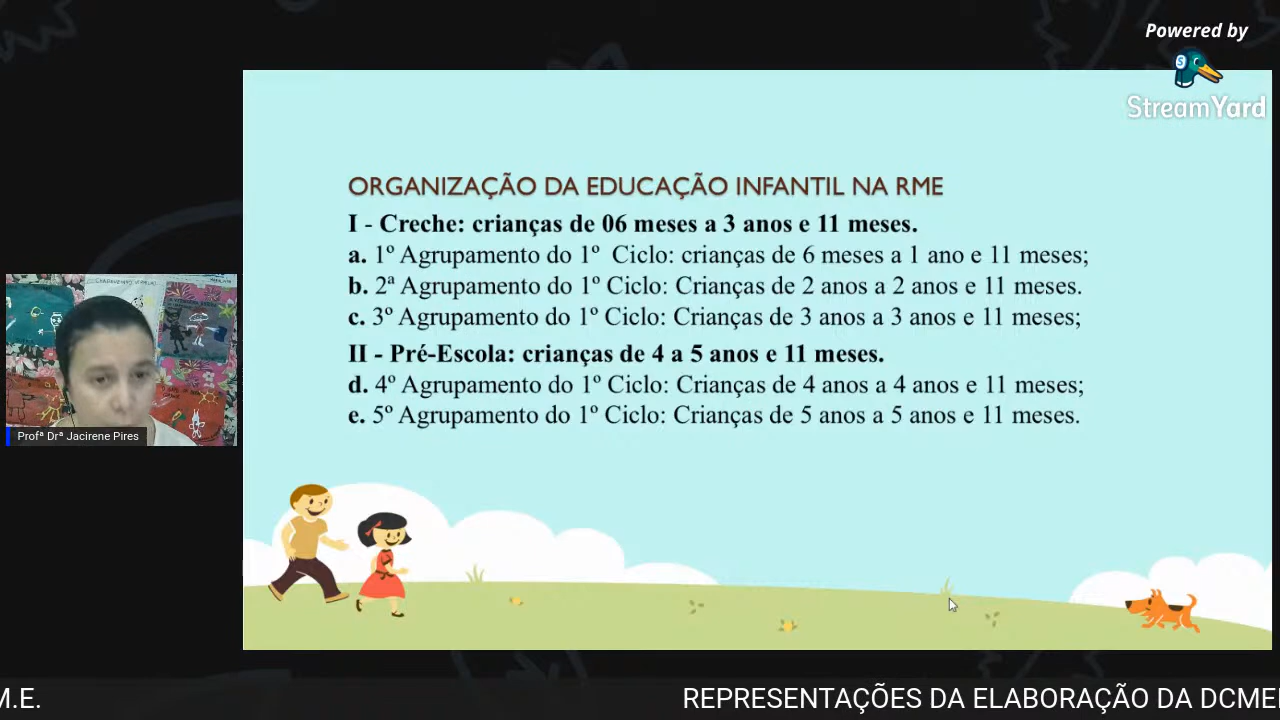 Powered by
StreamYard
ORGANIZAÇÃO DA EDUCAÇÃO INFANTIL NA RME
I - Creche: crianças de 06 meses a 3 anos e 11 meses.
a. 1º Agrupamento do 1º Ciclo: crianças de 6 meses a 1 ano e 11 meses;
b. 2ª Agrupamento do 1º Ciclo: Crianças de 2 anos a 2 anos e 11 meses.
c. 3º Agrupamento do 1º Ciclo: Crianças de 3 anos a 3 anos e 11 meses;
II - Pré-Escola: crianças de 4 a 5 anos e 11 meses.
d. 4º Agrupamento do 1º Ciclo: Crianças de 4 anos a 4 anos e 11 meses;
e. 5º Agrupamento do 1º Ciclo: Crianças de 5 anos a 5 anos e 11 meses.
Profª Drª Jacirene Pires
M.E. REPRESENTAÇÕES DA ELABORAÇÃO DA DCME